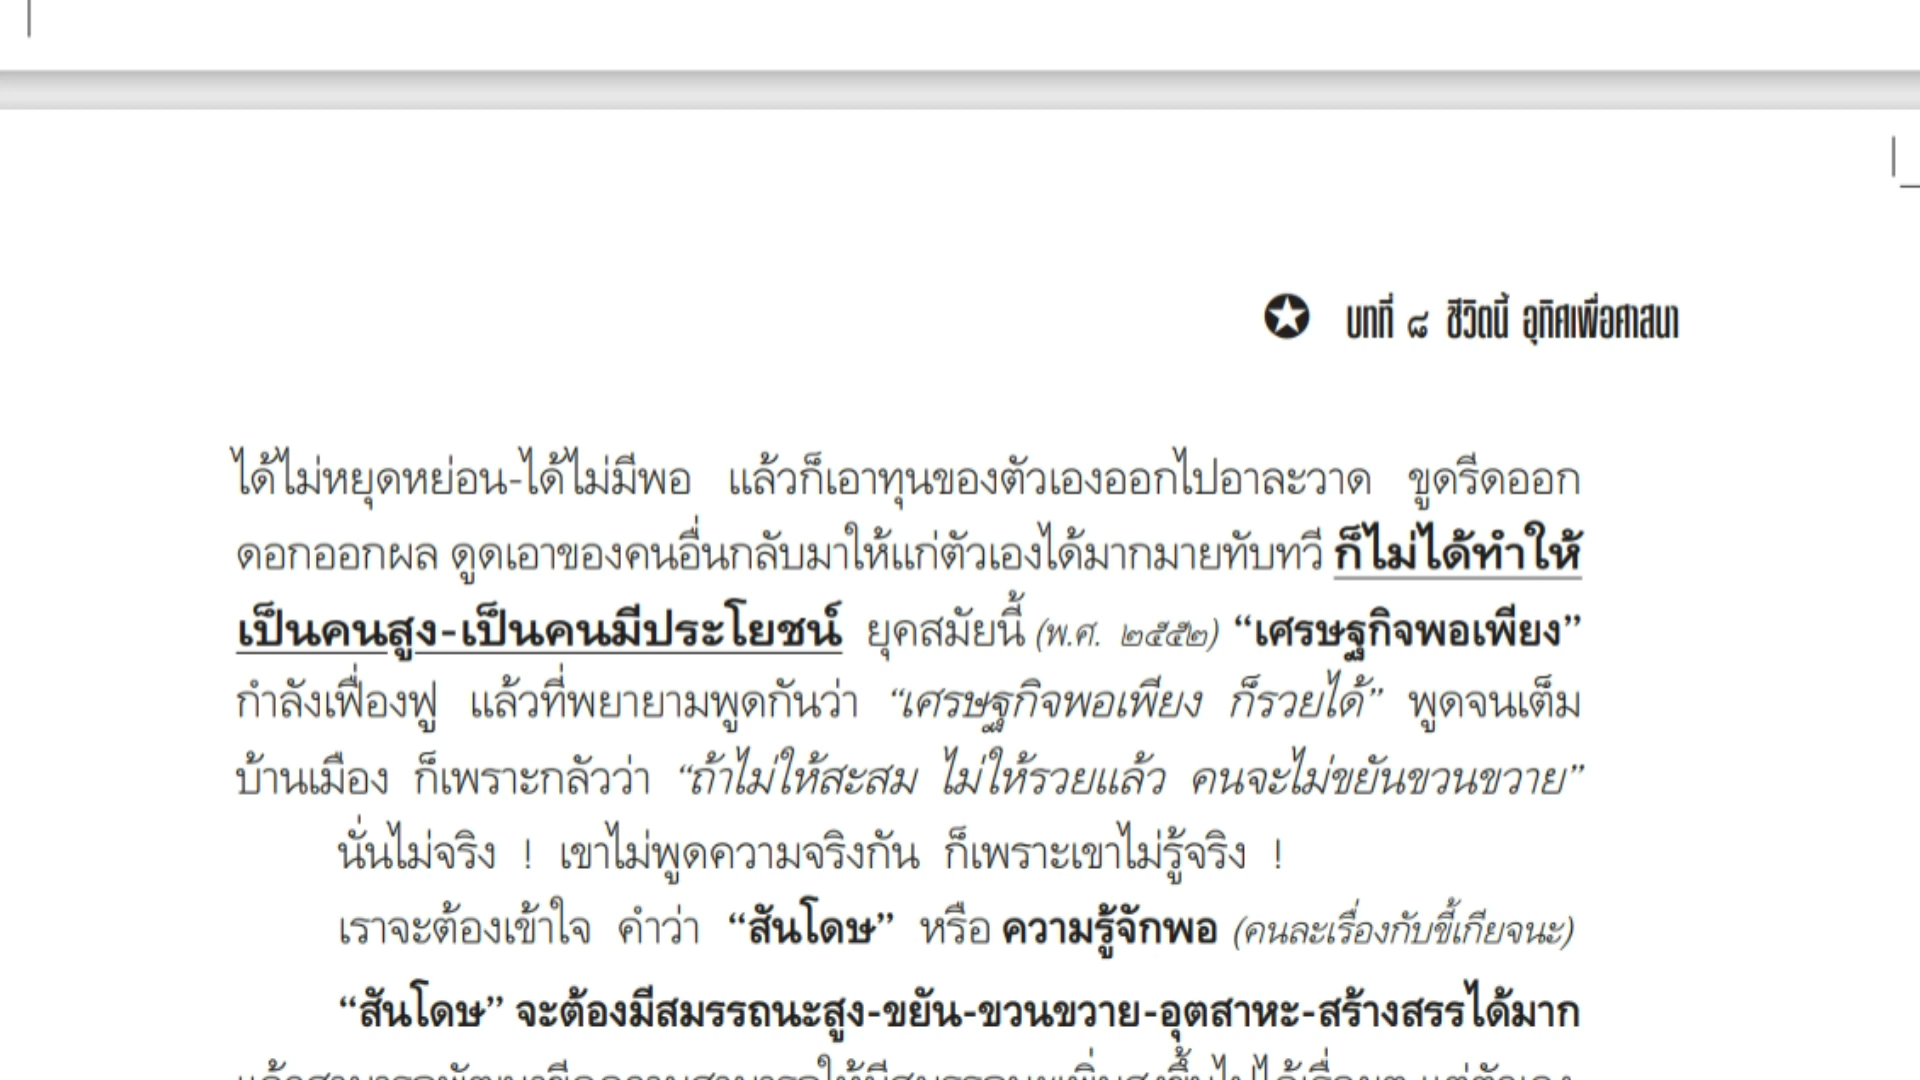 ✪ บทที่ ๘ ชีวิตนี้ อุทิศเพื่อศาสนา
ได้ไม่หยุดหย่อน-ได้ไม่มีพอ แล้วก็เอาทุนของตัวเองออกไปอาละวาด ขูดรีดออก
ดอกออกผล ดูดเอาของคนอื่นกลับมาให้แก่ตัวเองได้มากมายทับทวี ก็ไม่ได้ทำให้
เป็นคนสูง-เป็นคนมีประโยชน์ ยุคสมัยนี้ (พ.ศ. ๒๕๕๒) “เศรษฐกิจพอเพียง”
กำลังเฟื่องฟู แล้วที่พยายามพูดกันว่า “เศรษฐกิจพอเพียง ก็รวยได้” พูดจนเต็ม
บ้านเมือง ก็เพราะกลัวว่า “ถ้าไม่ให้สะสม ไม่ให้รวยแล้ว คนจะไม่ขยันขวนขวาย”
นั่นไม่จริง ! เขาไม่พูดความจริงกัน ก็เพราะเขาไม่รู้จริง !
เราจะต้องเข้าใจ คำว่า “สันโดษ” หรือ ความรู้จักพอ (คนละเรื่องกับขี้เกียจนะ)
“สันโดษ” จะต้องมีสมรรถนะสูง-ขยัน-ขวนขวาย-อุตสาหะ-สร้างสรรได้มาก